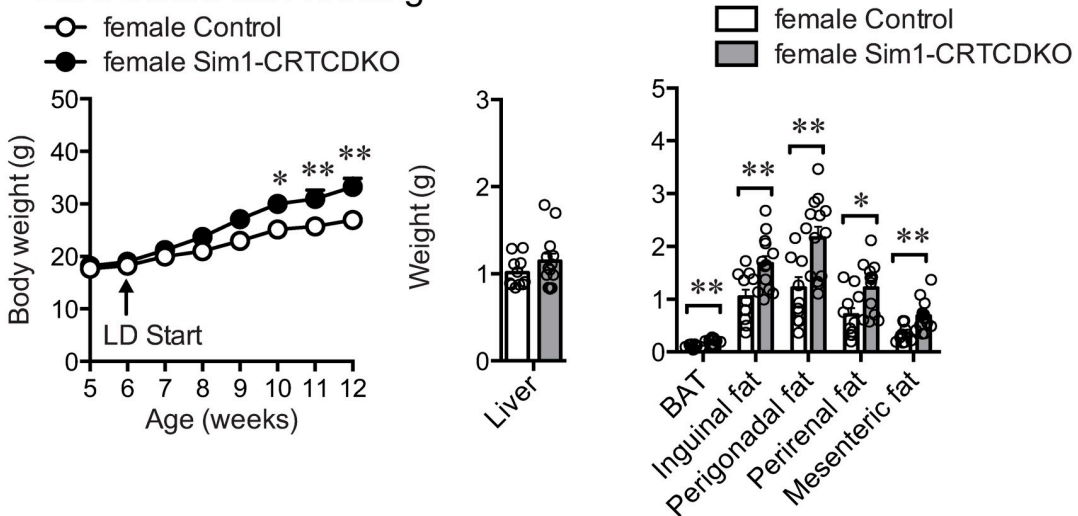 female Control
female Sim1-CRTCDKO
50
40
30
20
10
0
Body weight (g)
*
**
**
LD Start
5 6 7 8 9 10 11 12
Age (weeks)
3
2
1
0
Weight (g)
Liver
female Control
female Sim1-CRTCDKO
5
4
3
2
1
0
**
**
**
*
**
BAT
Inguinal fat
Perigonadal fat
Perirenal fat
Mesenteric fat